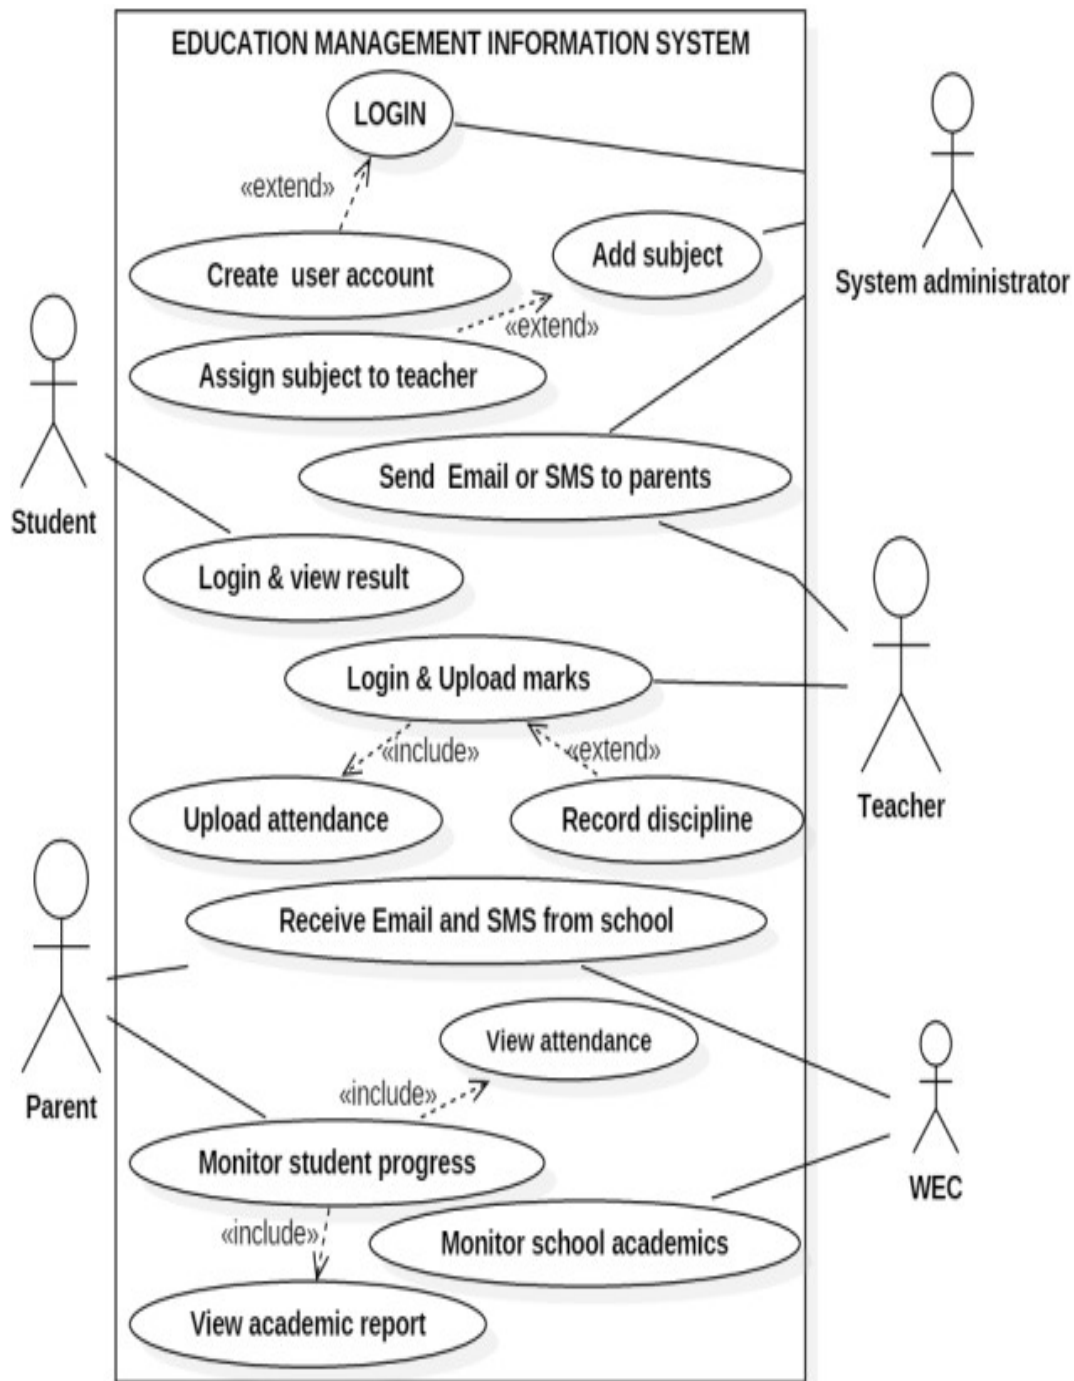 EDUCATION MANAGEMENT INFORMATION SYSTEM
LOGIN
«extend»
Create user account
Add subject
System administrator
«extend»
Assign subject to teacher
Send Email or SMS to parents
Student
Login & view result
Login & Upload marks
«include»
«extend»
Upload attendance
Record discipline
Teacher
Receive Email and SMS from school
View attendance
«include»
Parent
Monitor student progress
WEC
«include»
Monitor school academics
View academic report